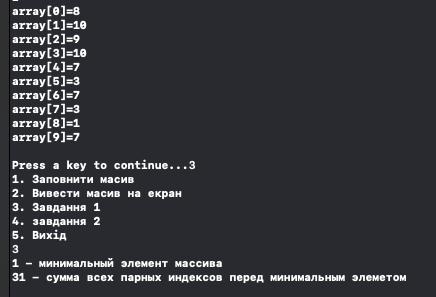 array[0]=8
array[1]=10
array[2]=9
array[3]=10
array[4]=7
array[5]=3
array[6]=7
array[7]=3
array[8]=1
array[9]=7
Press a key to continue...3
1. Заповнити масив
2. Вивести масив на екран
3. Завдання 1
4. завдання 2
5. Вихід
3
1 – минимальный элемент массива
31 – сумма всех парных индексов перед минимальным элеметом